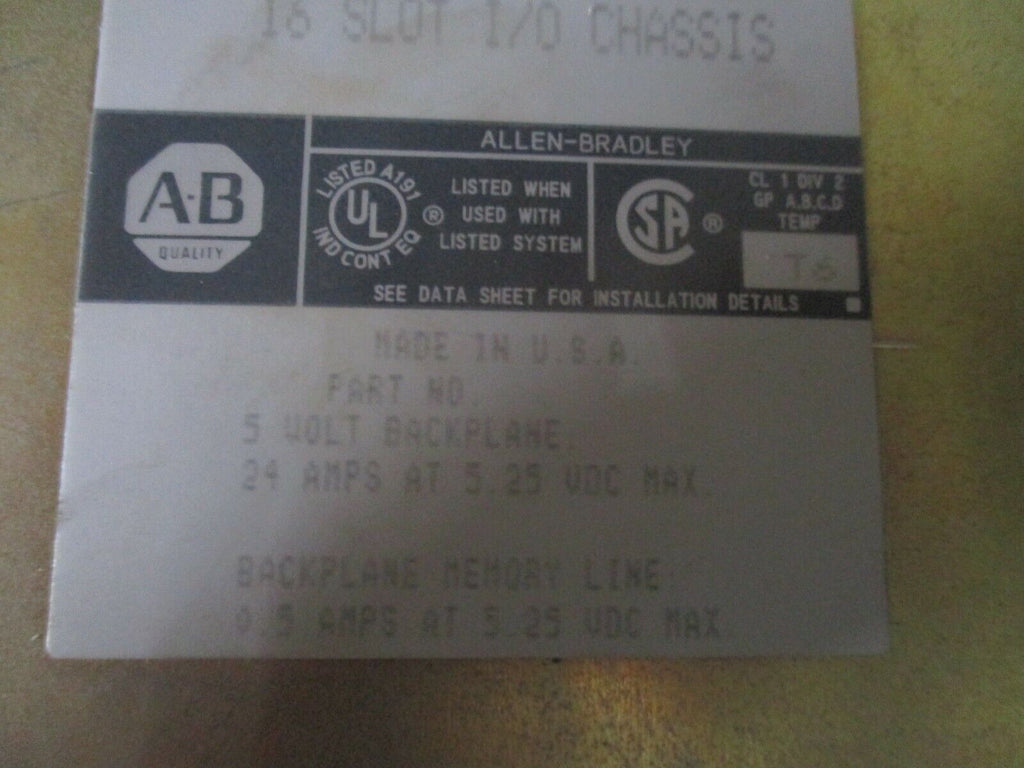 16 SLOT I/O CHASSIS
ALLEN-BRADLEY
A-B
QUALITY
LISTED A191
UL
IND CONT EQ
®
LISTED WHEN
USED WITH
LISTED SYSTEM
SA
®
CL 1 DIV 2
GP A,B,C,D
TEMP
T6
SEE DATA SHEET FOR INSTALLATION DETAILS
MADE IN U.S.A.
PART NO.
5 VOLT BACKPLANE
24 AMPS AT 5.25 VDC MAX.
BACKPLANE MEMORY LINE:
0.5 AMPS AT 5.25 VDC MAX.